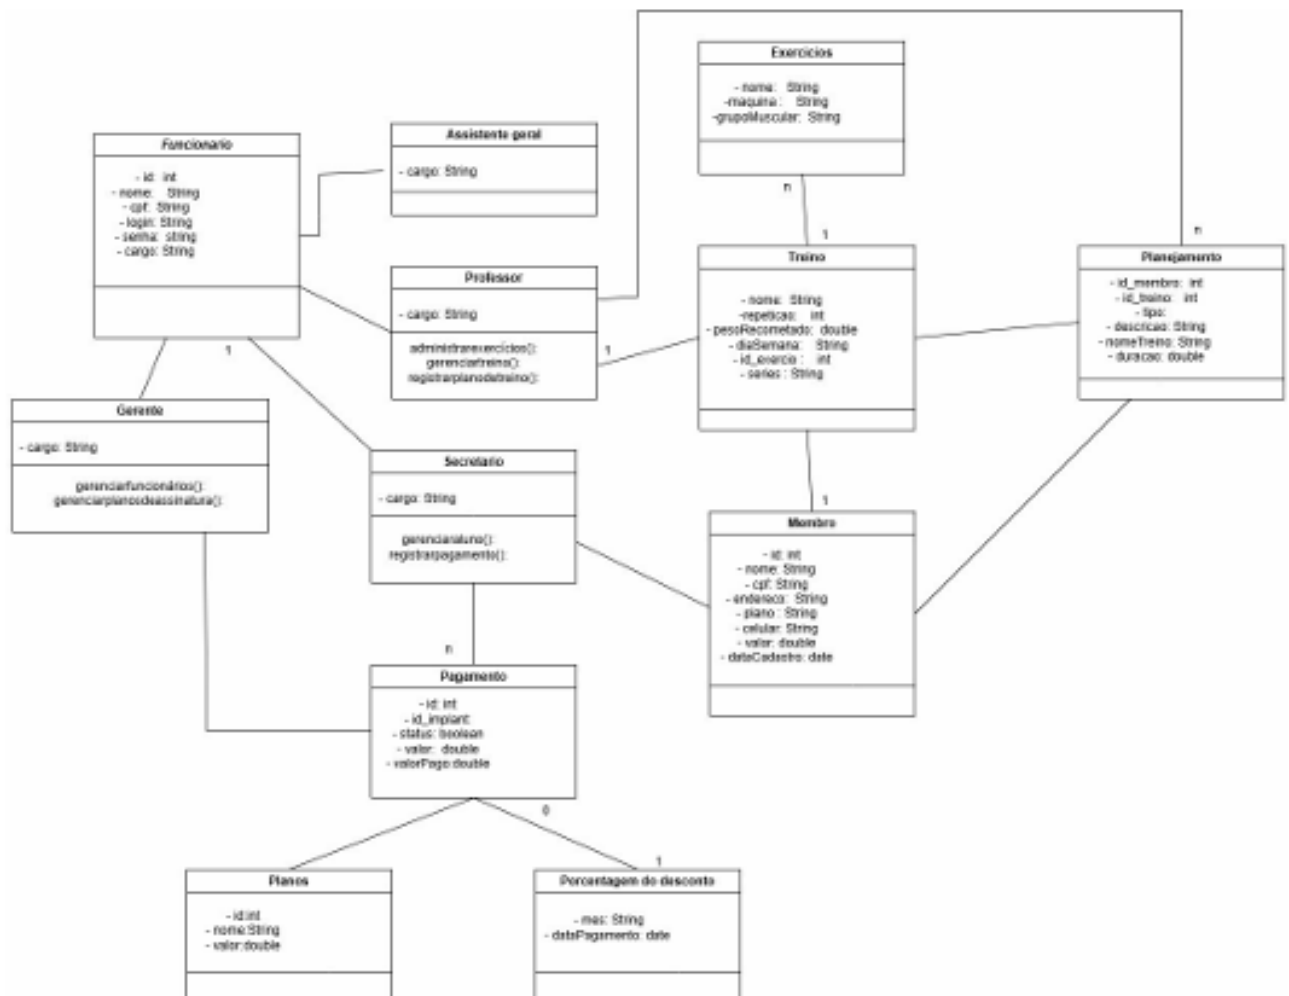 Exercicios
- nome: String
-maquina : String
-grupoMuscular: String
n
1
Funcionario
- id: int
- nome: String
- cpf: String
- login: String
- senha: string
- cargo: String
1
Assistente geral
- cargo: String
Professor
- cargo: String
administrarexercícios():
gerenciartreino():
registrarplanodetreino():
1
Treino
- nome: String
-repeticao: int
- pesoRecometado: double
- diaSemana: String
- id_exercio : int
- series : String
n
Planejamento
- id_membro: int
- id_treino: int
- tipo:
- descricao: String
- nomeTreino: String
- duracao: double
Gerente
- cargo: String
gerenciarfuncionários():
gerenciarplanosdeassinatura():
Secretario
- cargo: String
gerenciaraluno():
registrarpagamento():
n
1
Membro
- id: int
- nome: String
- cpf: String
- endereco: String
- plano : String
- celular: String
- valor: double
- dataCadastro: date
Pagamento
- id: int
- id_implant:
- status: boolean
- valor: double
- valorPago:double
0
1
Planos
- id:int
- nome:String
- valor:double
Porcentagem do desconto
- mes: String
- dataPagamento: date